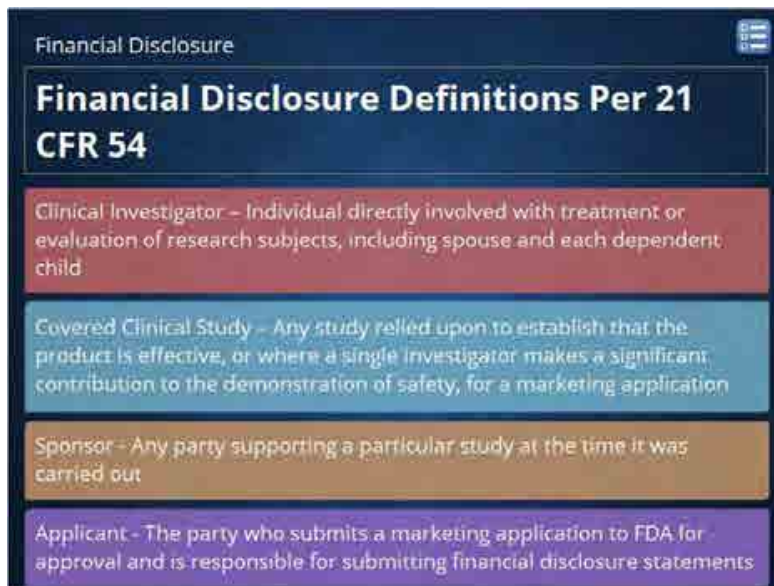 Financial Disclosure
Financial Disclosure Definitions Per 21
CFR 54
Clinical Investigator – Individual directly involved with treatment or
evaluation of research subjects, including spouse and each dependent
child
Covered Clinical Study – Any study relied upon to establish that the
product is effective, or where a single investigator makes a significant
contribution to the demonstration of safety, for a marketing application
Sponsor - Any party supporting a particular study at the time it was
carried out
Applicant - The party who submits a marketing application to FDA for
approval and is responsible for submitting financial disclosure statements